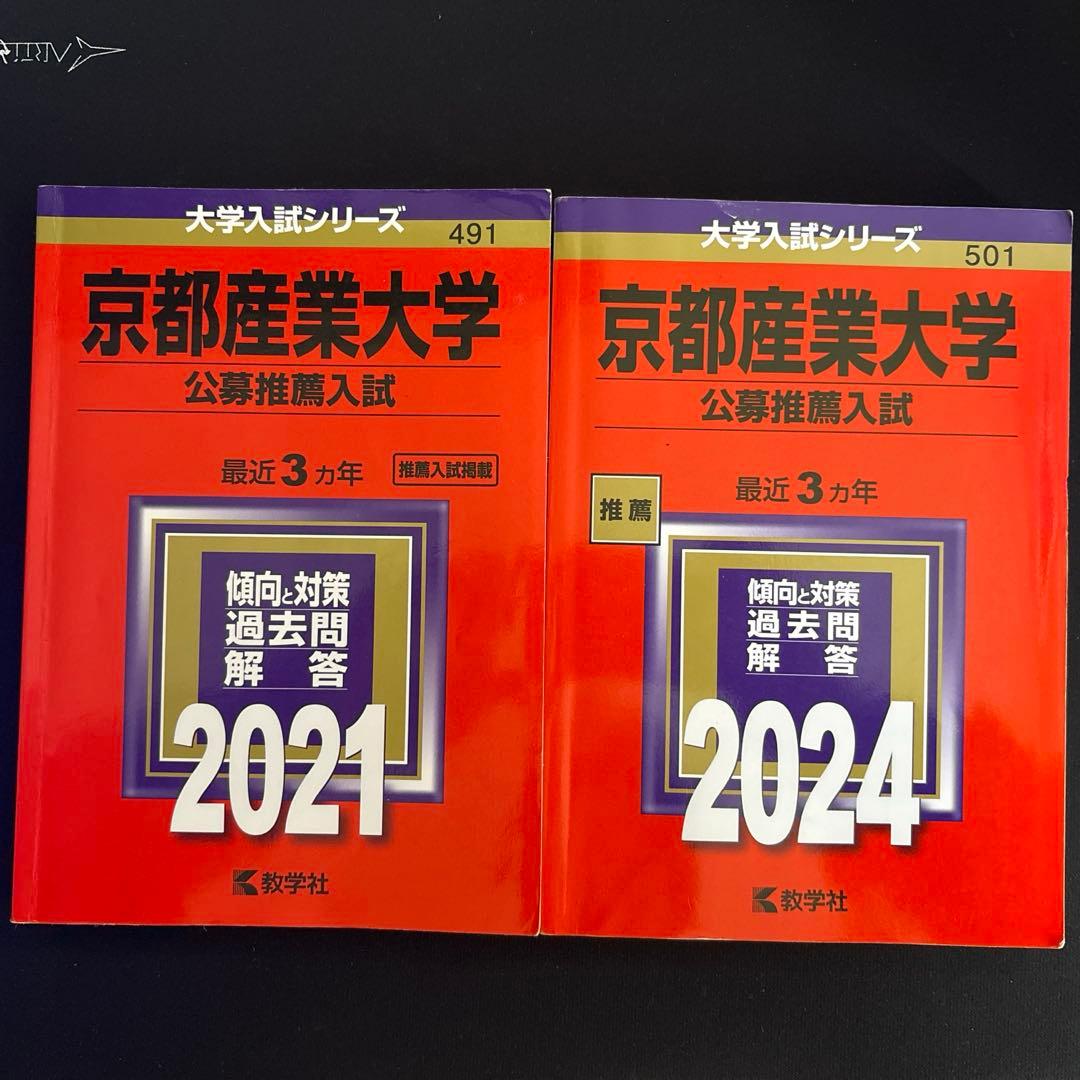 大学入試シリーズ
491
京都産業大学
公募推薦入試
最近3カ年
推薦入試掲載
傾向と対策
過去問
解答
2021
教学社
大学入試シリーズ
501
京都産業大学
公募推薦入試
最近3カ年
推薦
傾向と対策
過去問
解答
2024
教学社